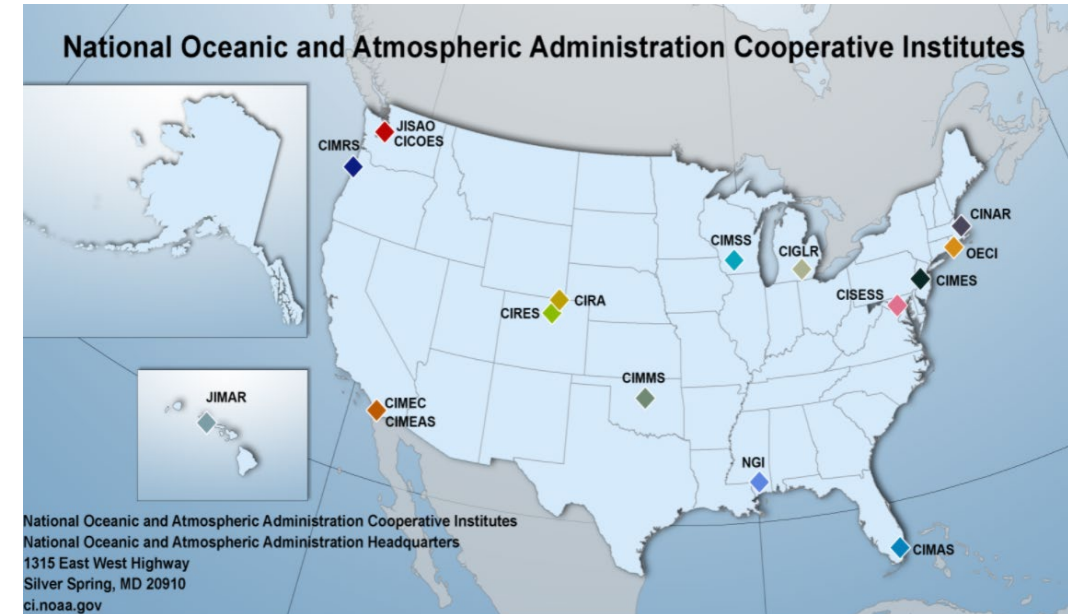 National Oceanic and Atmospheric Administration Cooperative Institutes
JISAO
CICOES
CIMRS
CINAR
CIMSS
CIGLR
OECI
CIMES
CISESS
CIRA
CIRES
CIMMS
JIMAR
CIMEC
CIMEAS
NGI
CIMAS
National Oceanic and Atmospheric Administration Cooperative Institutes
National Oceanic and Atmospheric Administration Headquarters
1315 East West Highway
Silver Spring, MD 20910
ci.noaa.gov